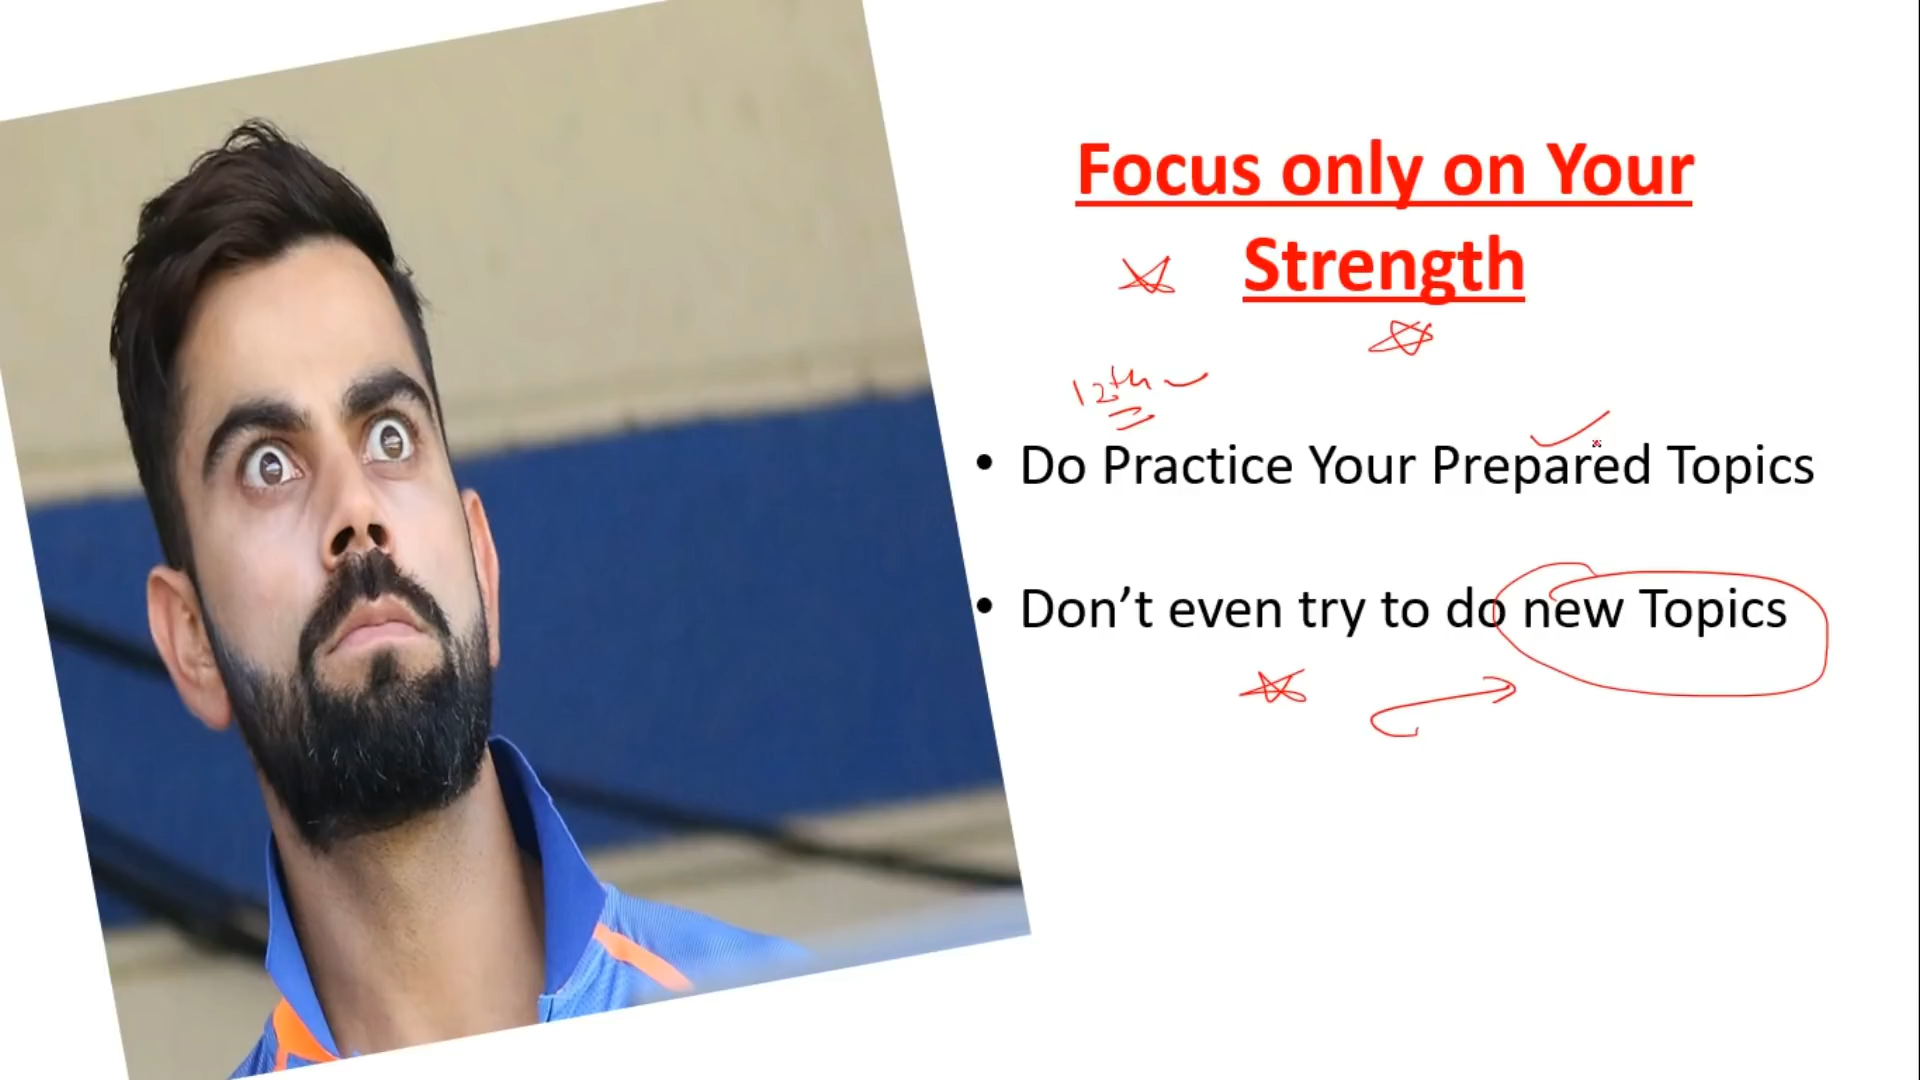 Focus only on Your
Strength
12th
• Do Practice Your Prepared Topics
• Don’t even try to do new Topics